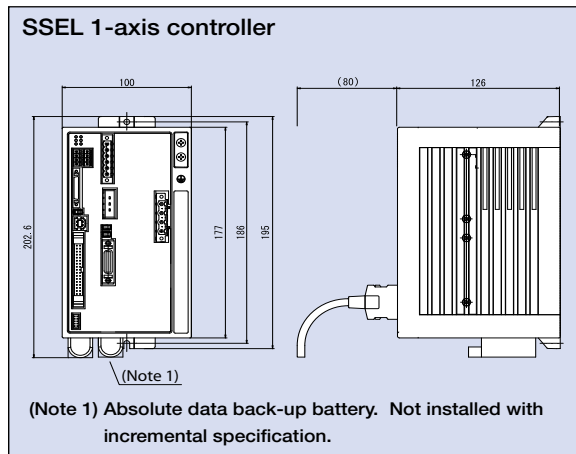 SSEL 1-axis controller
100
(80)
126
202.6
177
186
195
(Note 1)
(Note 1) Absolute data back-up battery. Not installed with
incremental specification.